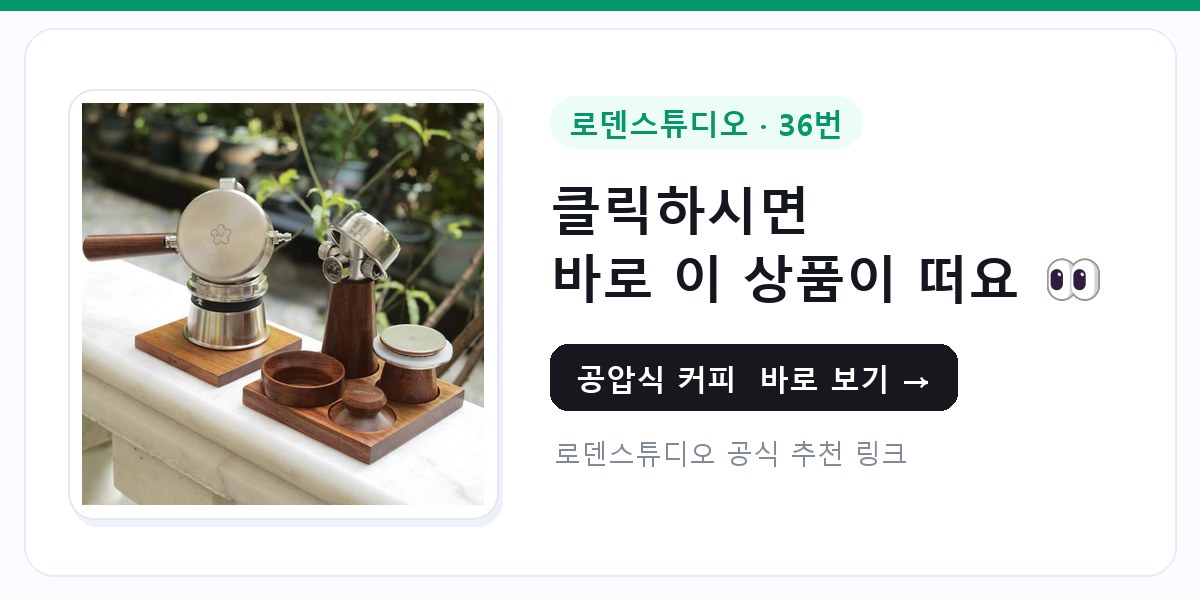 로덴스튜디오 · 36번
클릭하시면
바로 이 상품이 떠요 👀
공압식 커피 바로 보기 →
로덴스튜디오 공식 추천 링크